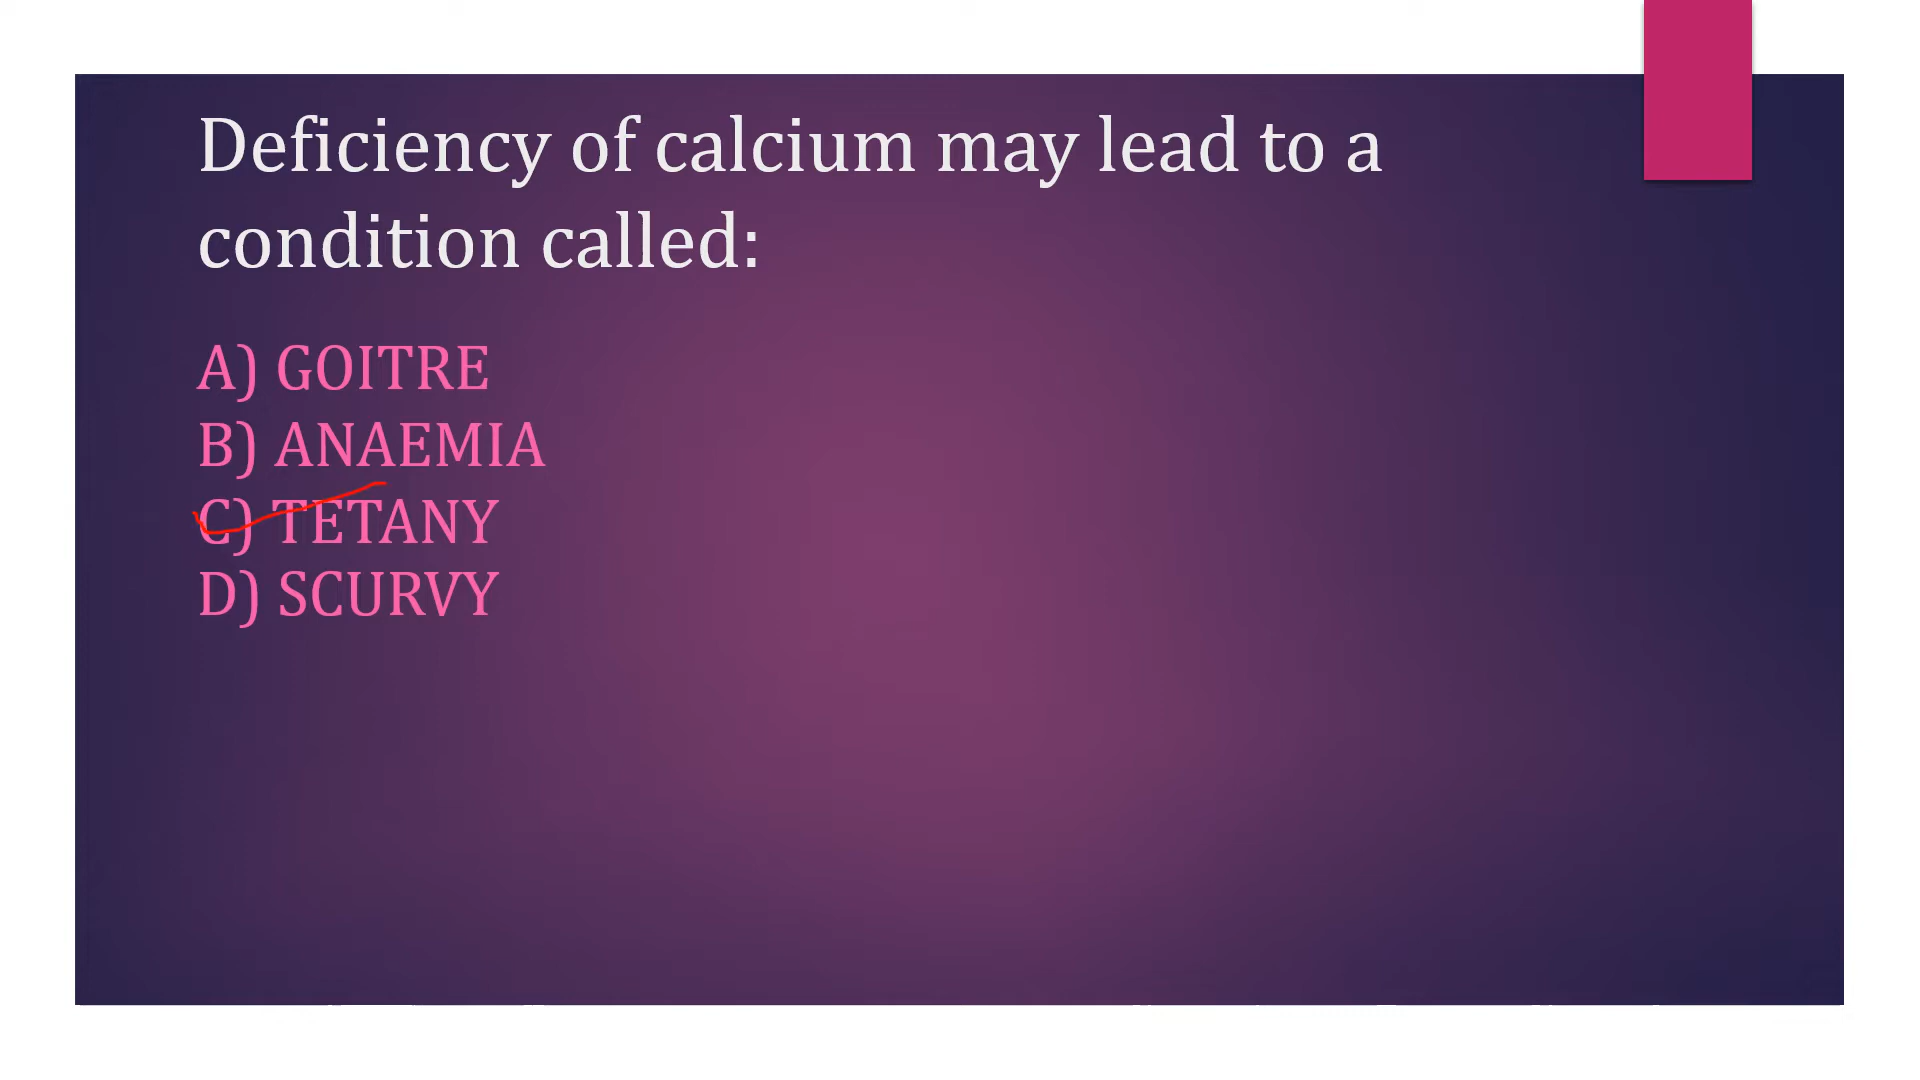 Deficiency of calcium may lead to a
condition called:
A) GOITRE
B) ANAEMIA
C) TETANY
D) SCURVY